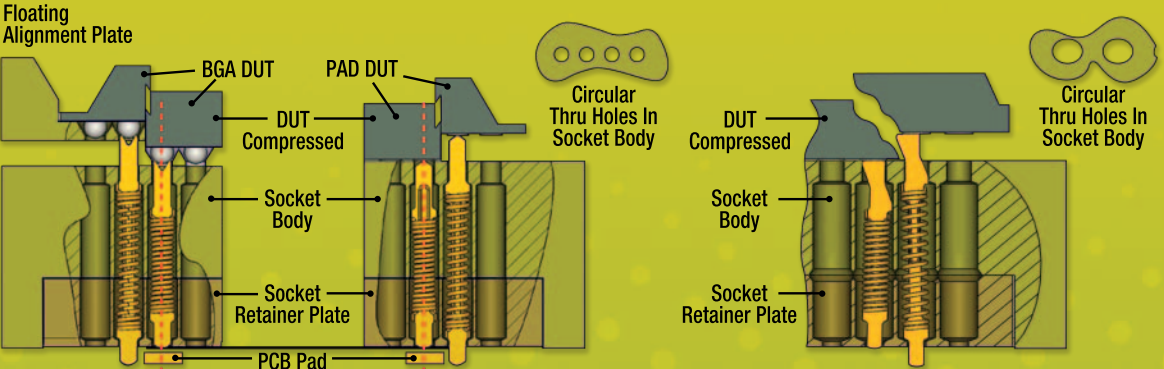 Floating
Alignment Plate
BGA DUT
PAD DUT
DUT
Compressed
Socket
Body
Socket
Retainer Plate
PCB Pad
Circular
Thru Holes In
Socket Body
DUT
Compressed
Socket
Body
Socket
Retainer Plate
Circular
Thru Holes In
Socket Body